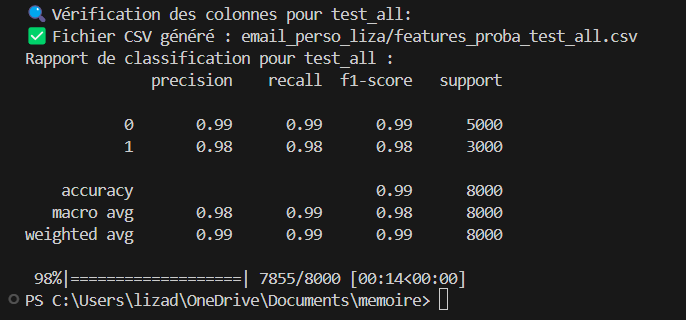 🔍 Vérification des colonnes pour test_all:
✅ Fichier CSV généré : email_perso_liza/features_proba_test_all.csv
Rapport de classification pour test_all :
              precision    recall  f1-score   support

           0       0.99      0.99      0.99      5000
           1       0.98      0.98      0.98      3000

    accuracy                           0.99      8000
   macro avg       0.98      0.99      0.98      8000
weighted avg       0.99      0.99      0.99      8000

 98%|===================| 7855/8000 [00:14<00:00]
PS C:\Users\lizad\OneDrive\Documents\memoire>